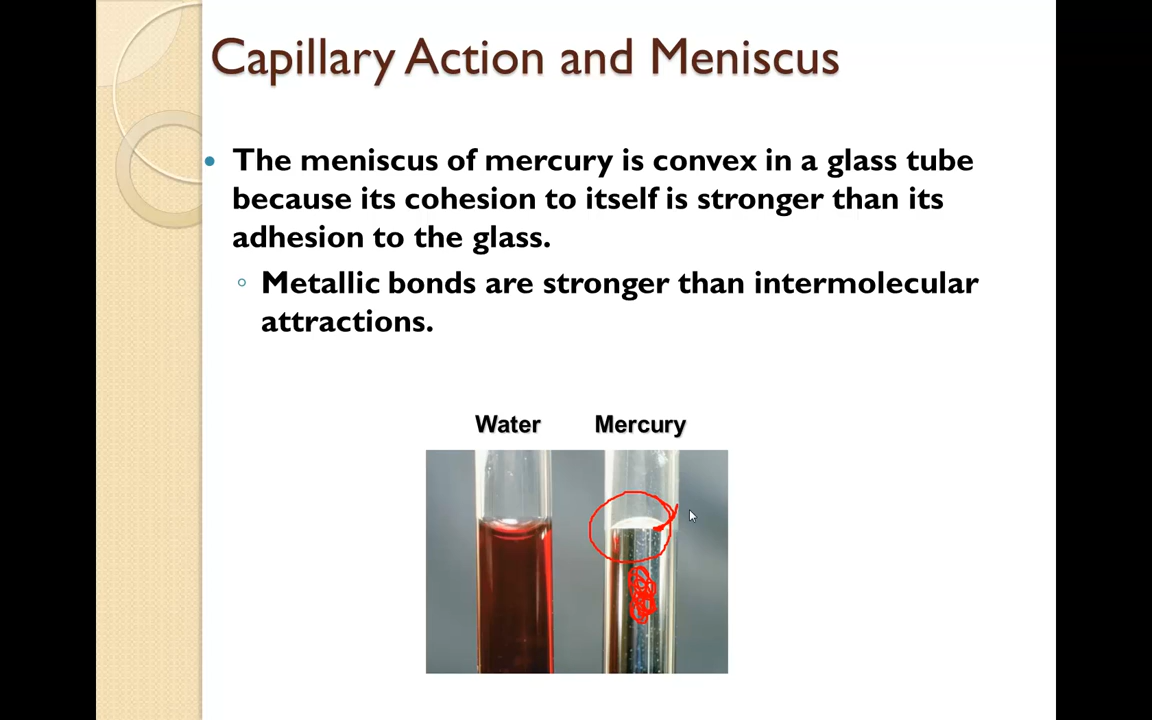 Capillary Action and Meniscus
The meniscus of mercury is convex in a glass tube
because its cohesion to itself is stronger than its
adhesion to the glass.
Metallic bonds are stronger than intermolecular
attractions.
Water Mercury